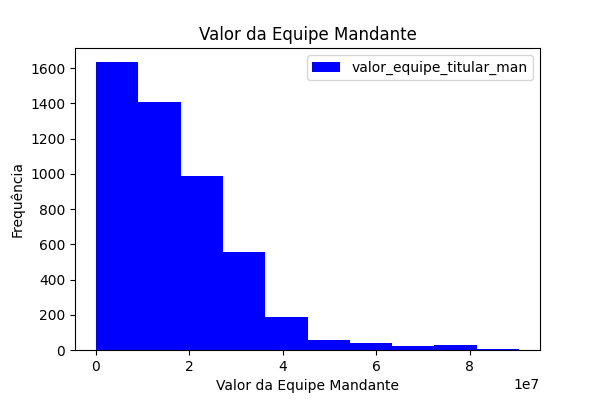 Valor da Equipe Mandante
valor_equipe_titular_man
Frequência
1600
1400
1200
1000
800
600
400
200
0
0 2 4 6 8
1e7
Valor da Equipe Mandante